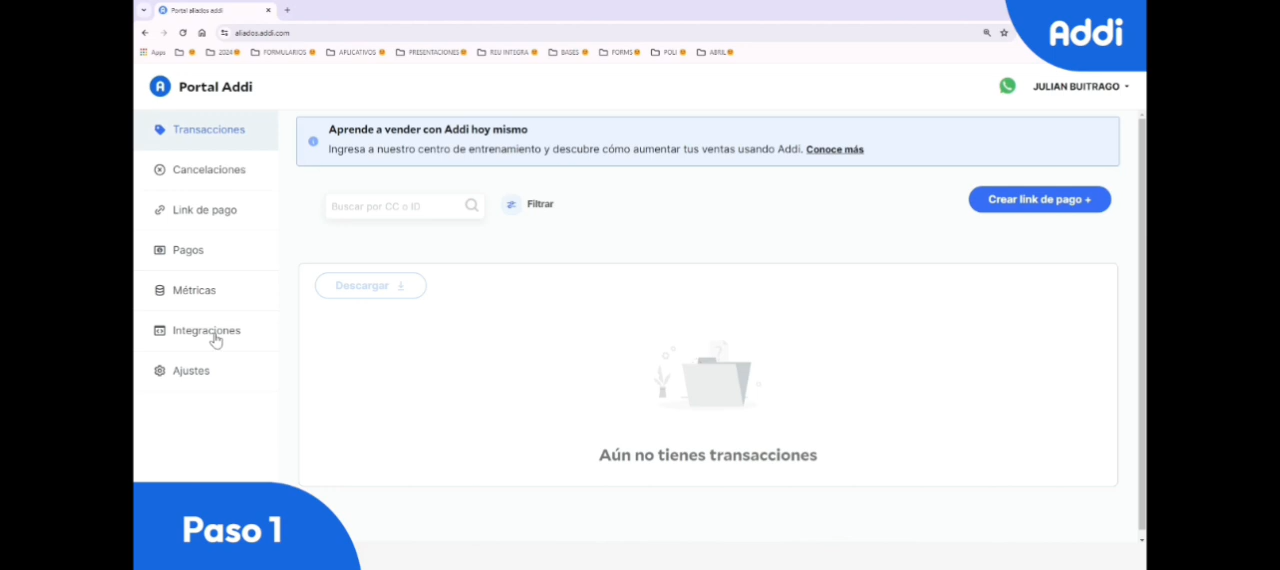 Portal aliados addi
aliados.addi.com
Apps 2024 FORMULARIOS APLICATIVOS PRESENTACIONES REU INTEGRA BASES FORMS POLI ABRIL
Addi
Portal Addi
JULIAN BUITRAGO
Transacciones
Cancelaciones
Link de pago
Pagos
Métricas
Integraciones
Ajustes
Aprende a vender con Addi hoy mismo
Ingresa a nuestro centro de entrenamiento y descubre cómo aumentar tus ventas usando Addi. Conoce más
Buscar por CC o ID
Filtrar
Crear link de pago +
Descargar
Aún no tienes transacciones
Paso 1